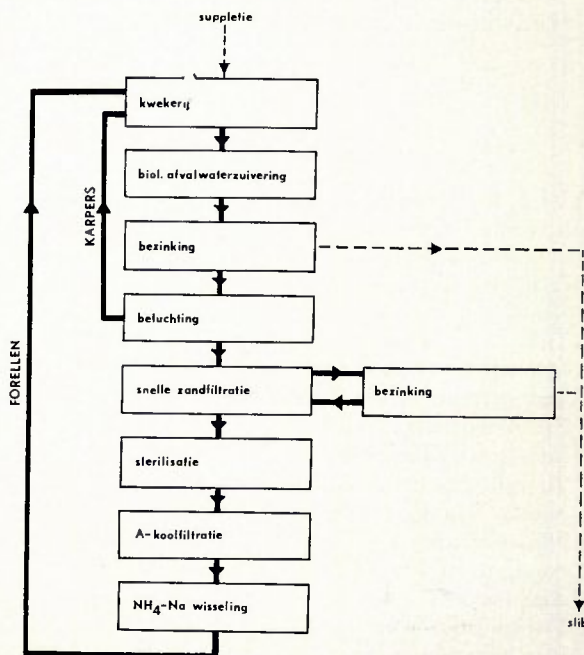 suppletie
kwekerij
biol. afvalwaterzuivering
bezinking
beluchting
snelle zandfiltratie
bezinking
sterilisatie
A-koolfiltratie
NH4-Na wisseling
KARPERS
FORELLEN
slib